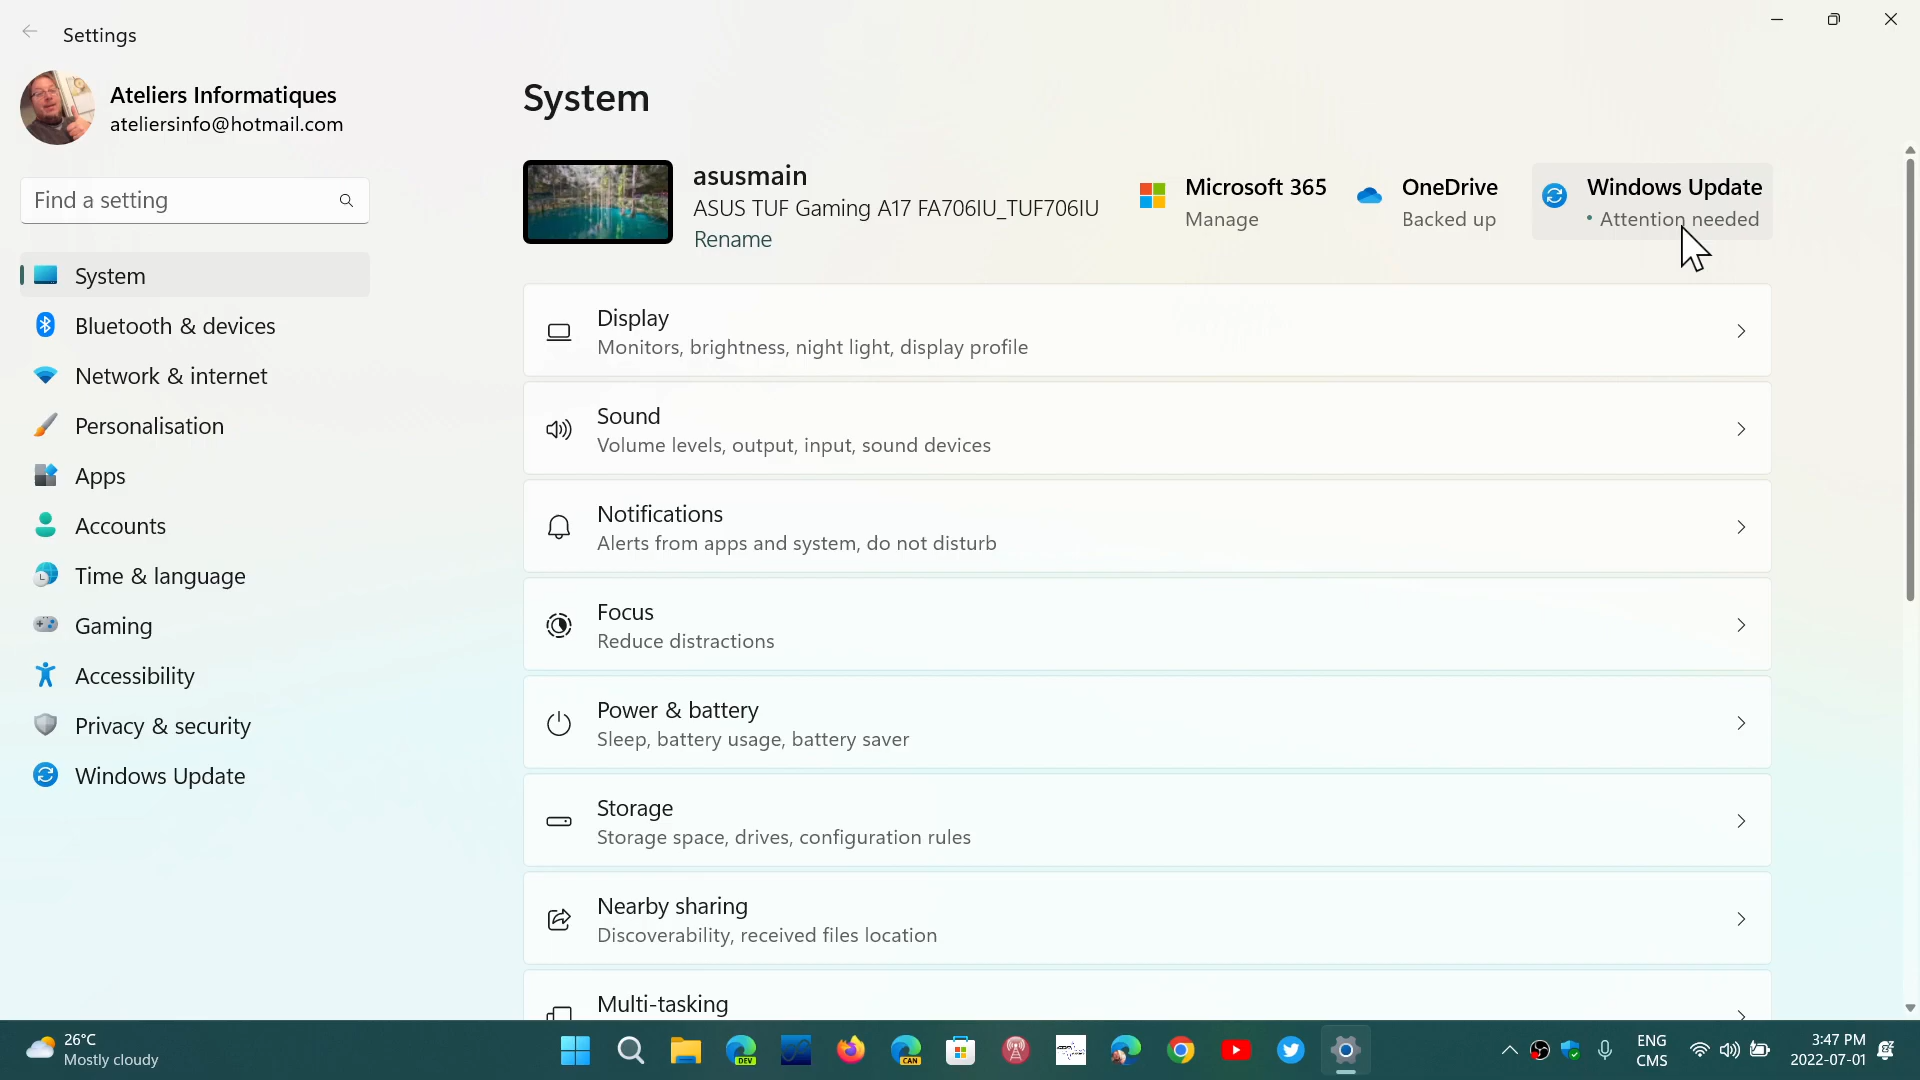 Settings
Ateliers Informatiques
ateliersinfo@hotmail.com
Find a setting
System
Bluetooth & devices
Network & internet
Personalisation
Apps
Accounts
Time & language
Gaming
Accessibility
Privacy & security
Windows Update
System
asusmain
ASUS TUF Gaming A17 FA706IU_TUF706IU
Rename
Microsoft 365
Manage
OneDrive
Backed up
Windows Update
• Attention needed
Display
Monitors, brightness, night light, display profile
Sound
Volume levels, output, input, sound devices
Notifications
Alerts from apps and system, do not disturb
Focus
Reduce distractions
Power & battery
Sleep, battery usage, battery saver
Storage
Storage space, drives, configuration rules
Nearby sharing
Discoverability, received files location
Multi-tasking
26°C
Mostly cloudy
DEV
CAN
ENG
CMS
3:47 PM
2022-07-01